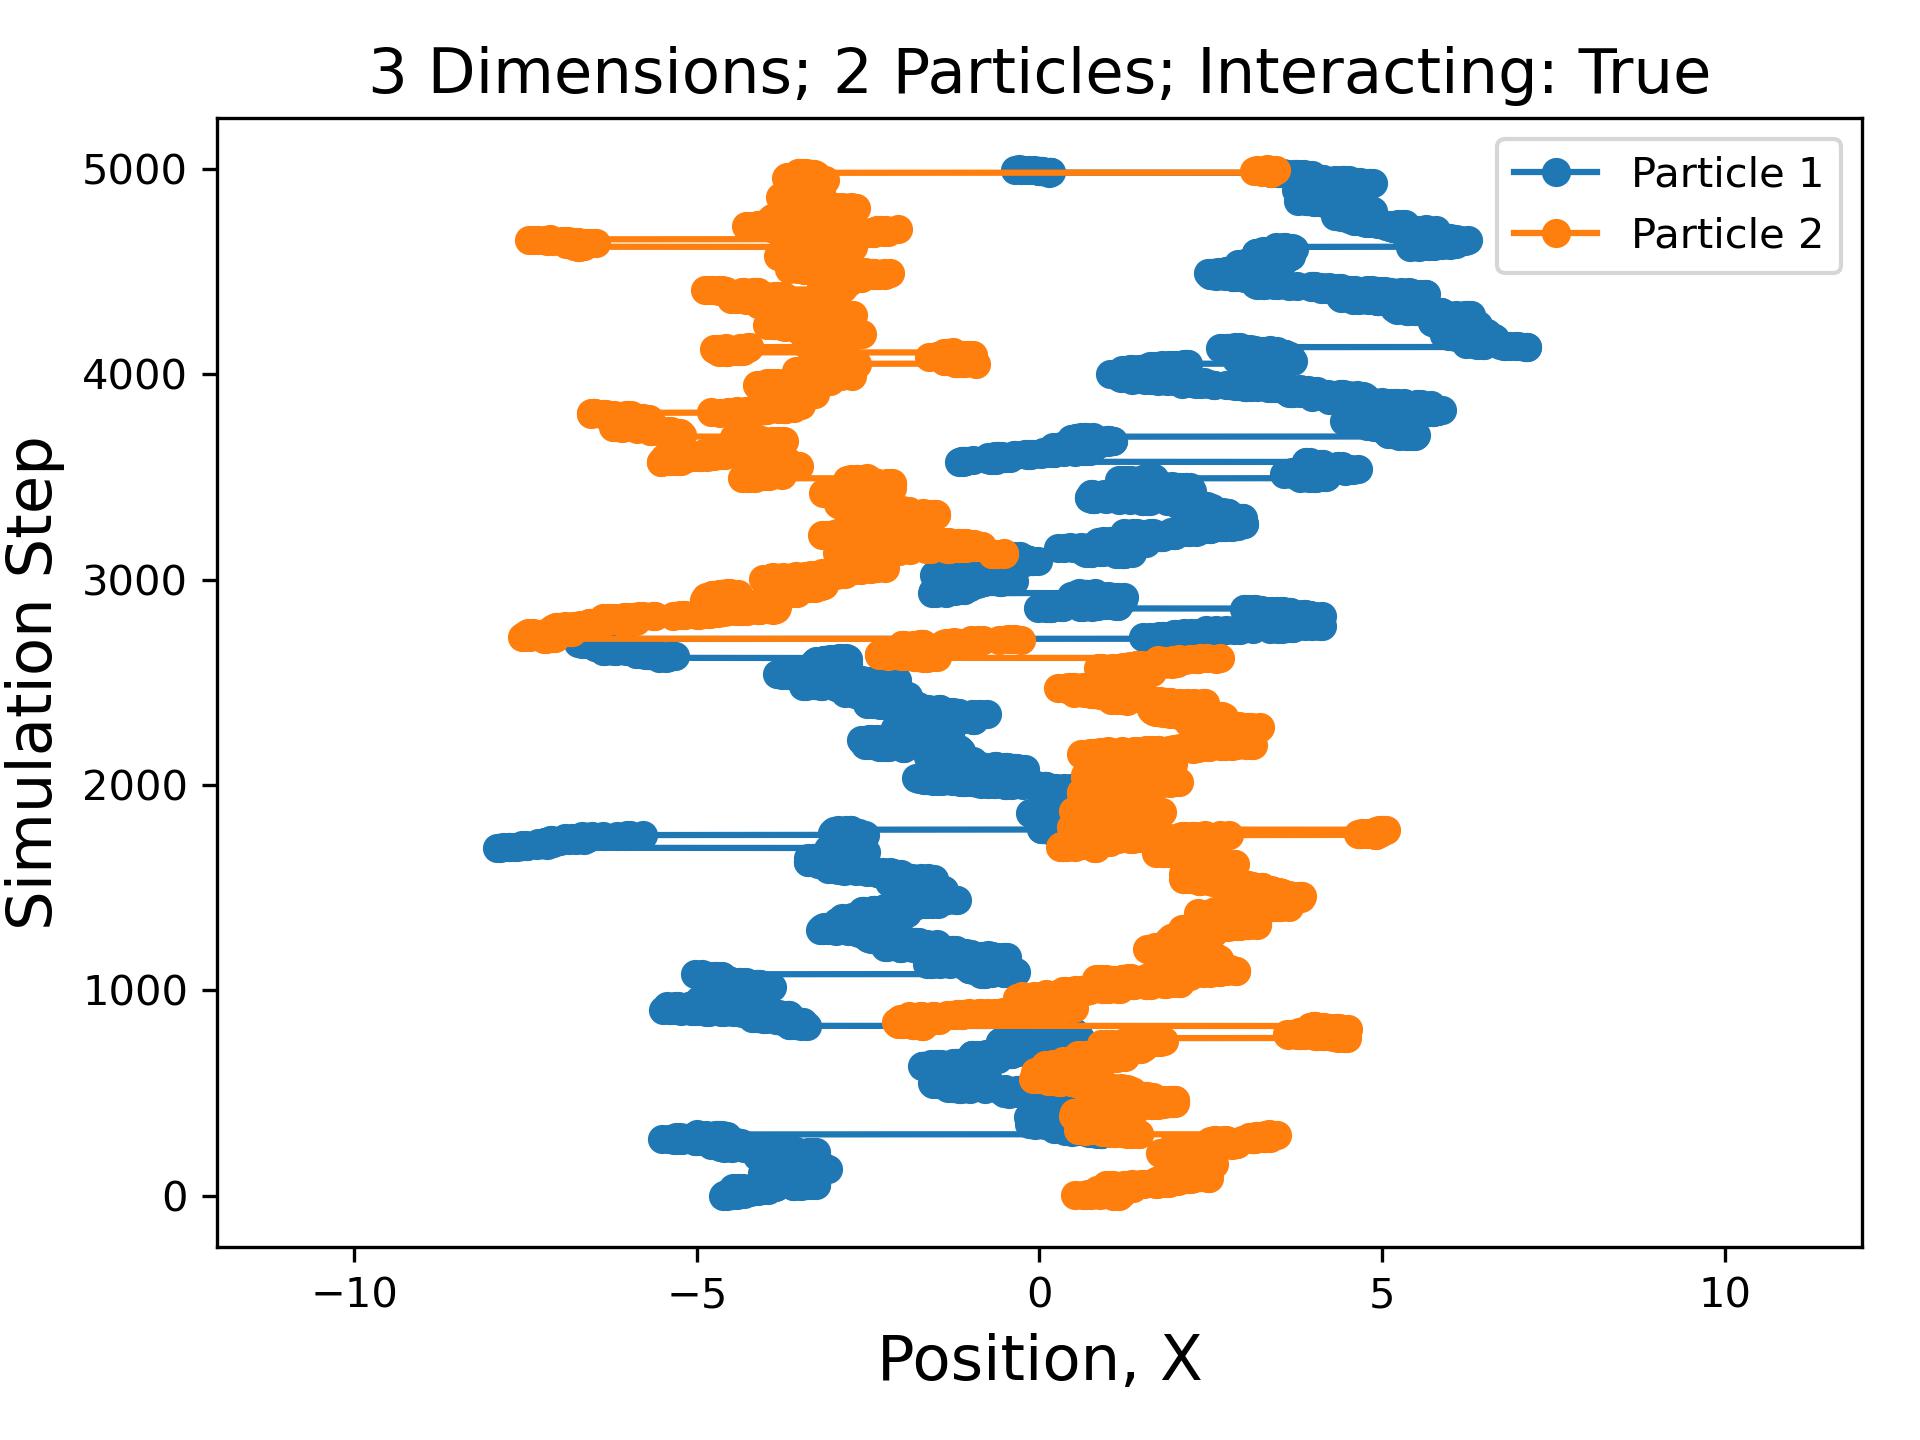 3 Dimensions; 2 Particles; Interacting: True
Particle 1
Particle 2
5000
4000
3000
2000
1000
0
Simulation Step
−10 −5 0 5 10
Position, X